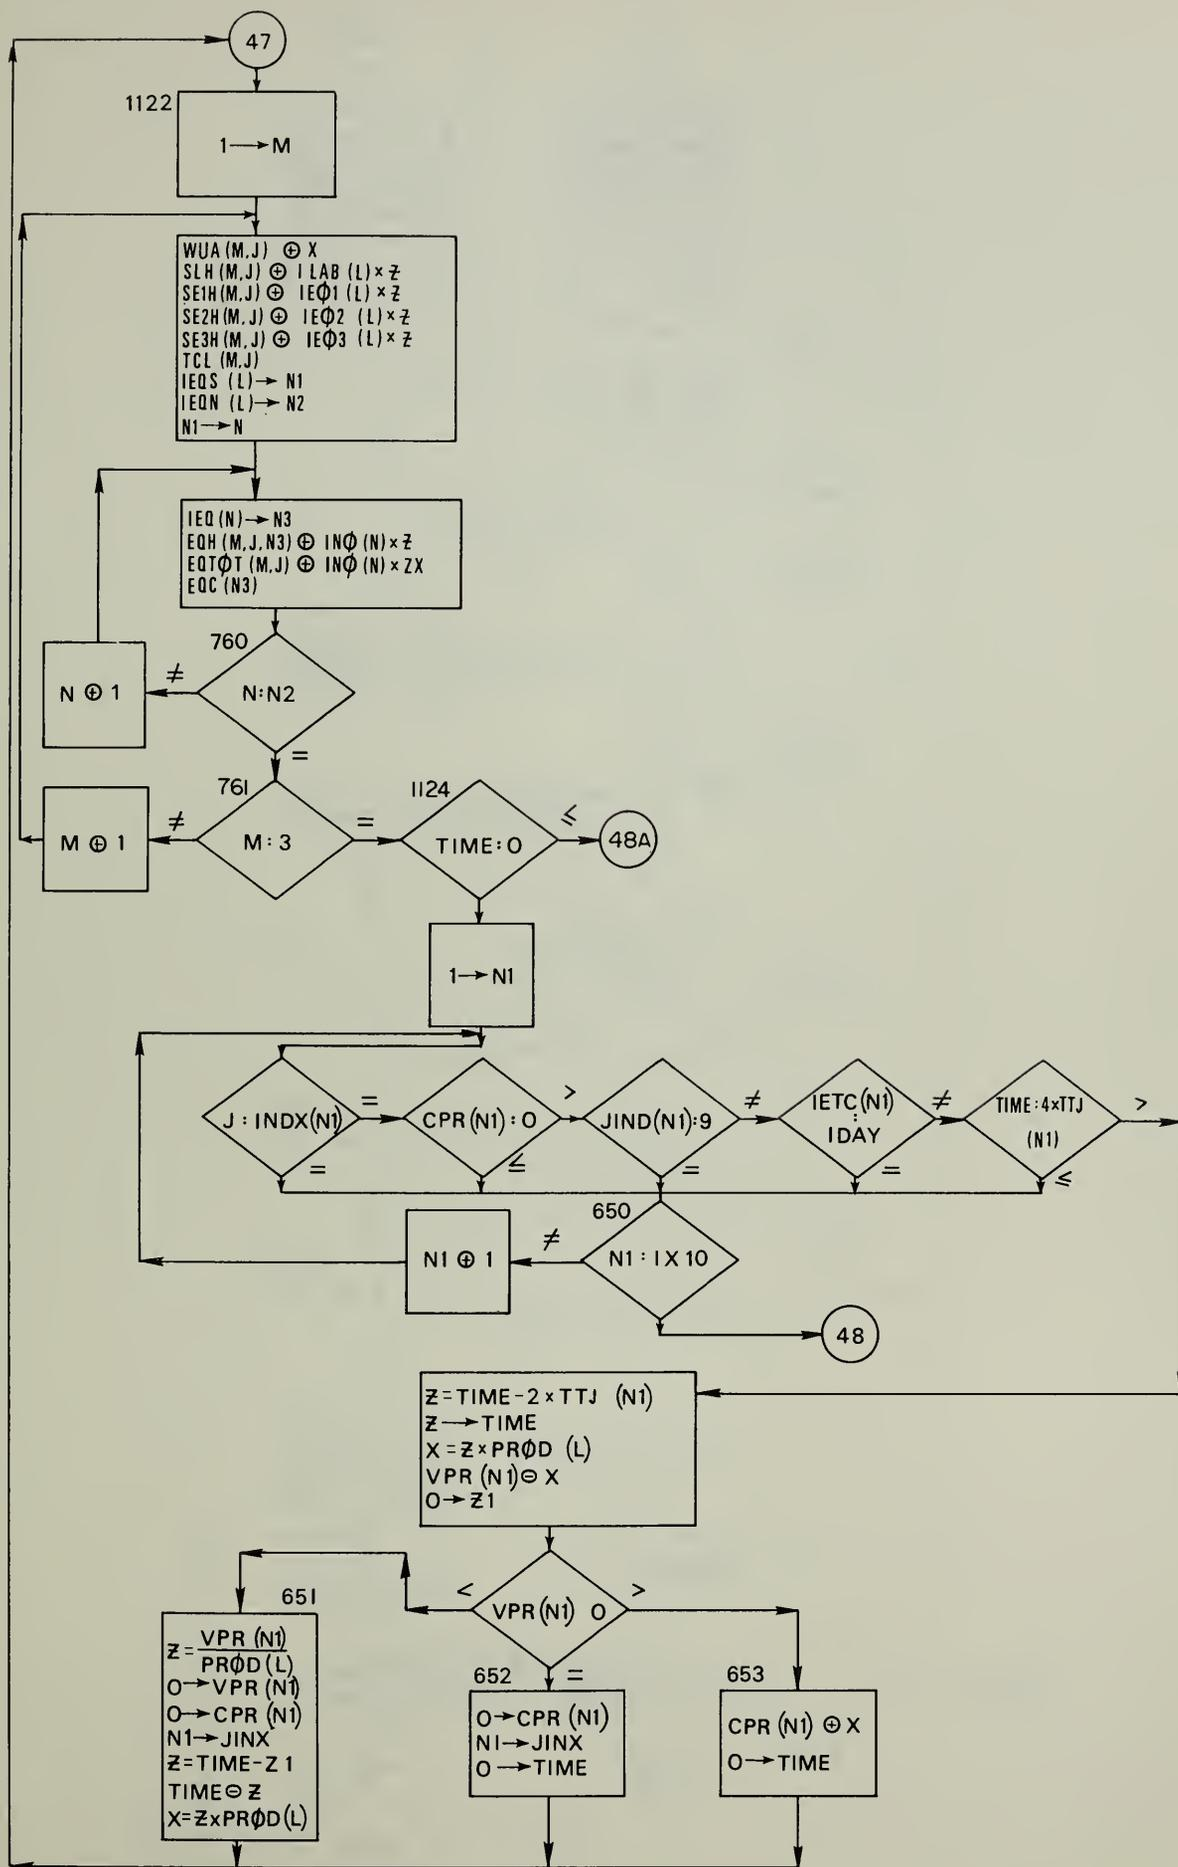 47
1122
1→M
WUA(M,J) ⊕ X
SLH(M,J) ⊕ ILAB(L)×Ƶ
SE1H(M,J) ⊕ IEØ1(L)×Ƶ
SE2H(M,J) ⊕ IEØ2(L)×Ƶ
SE3H(M,J) ⊕ IEØ3(L)×Ƶ
TCL(M,J)
IEQS(L)→N1
IEQN(L)→N2
N1→N
IEQ(N)→N3
EQH(M,J,N3) ⊕ INØ(N)×Ƶ
EQTØT(M,J) ⊕ INØ(N)×ZX
EQC(N3)
760
N ⊕ 1
≠
N:N2
=
761
1124
M ⊕ 1
≠
M:3
=
TIME:0
≤
48A
1→N1
J:INDX(N1)
=
CPR(N1):0
>
JIND(N1):9
≠
IETC(N1)
:
IDAY
≠
TIME:4×TTJ
(N1)
>
=
≤
=
=
≤
650
N1 ⊕ 1
≠
N1:IX10
48
Ƶ=TIME-2×TTJ (N1)
Ƶ→TIME
X=Ƶ×PRØD (L)
VPR(N1)⊖X
0→Ƶ1
<
VPR(N1) 0
>
=
651
Ƶ=VPR(N1)
PRØD(L)
0→VPR(N1)
0→CPR(N1)
N1→JINX
Ƶ=TIME-Z1
TIME⊖Ƶ
X=Ƶ×PRØD(L)
652
0→CPR(N1)
N1→JINX
0→TIME
653
CPR(N1) ⊕X
0→TIME